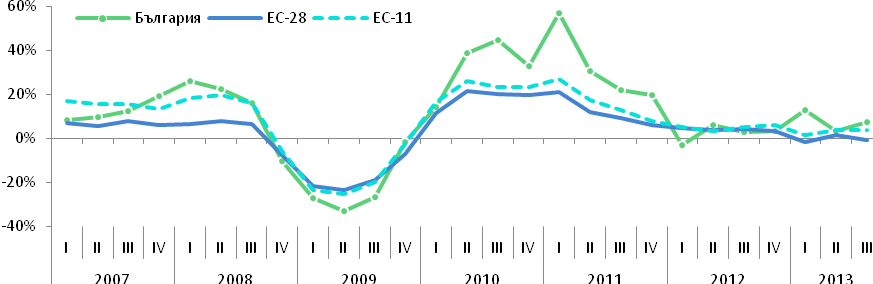 60%
България ЕС-28 ЕС-11
40%
20%
0%
-20%
-40%
I II III IV I II III IV I II III IV I II III IV I II III IV I II III IV I II III
2007 2008 2009 2010 2011 2012 2013